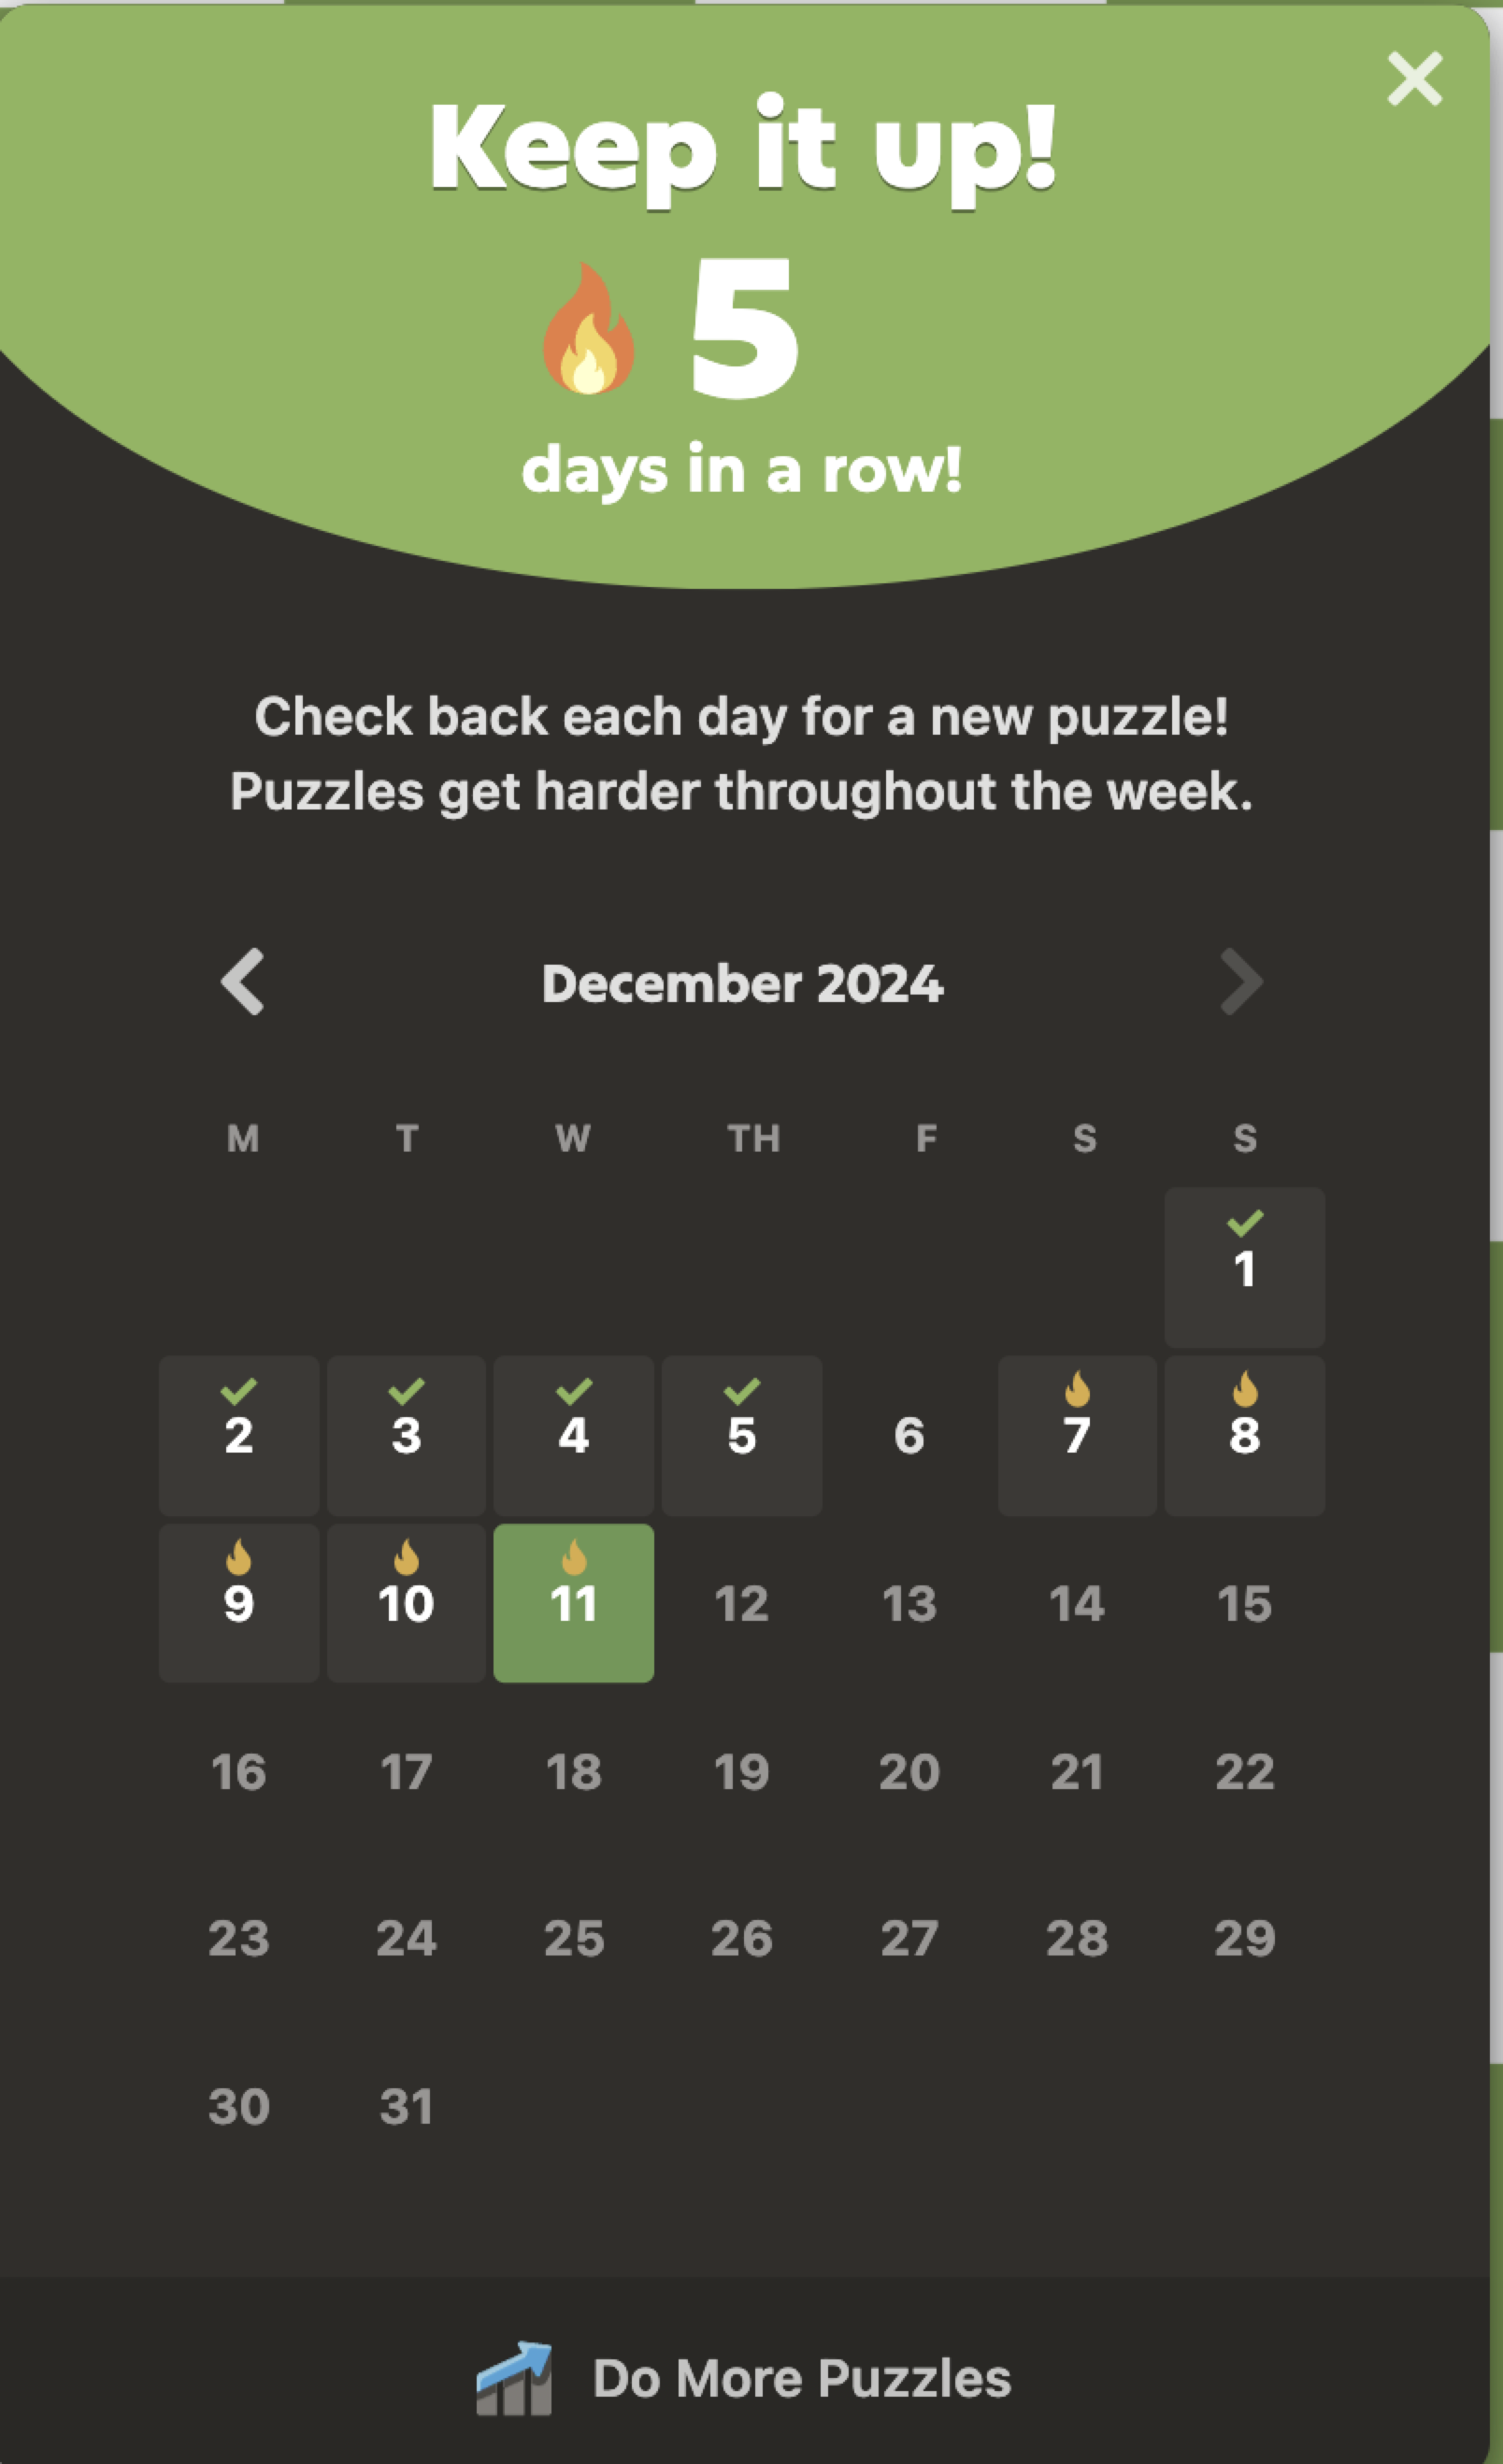 Keep it up!
5
days in a row!
Check back each day for a new puzzle!
Puzzles get harder throughout the week.
December 2024
M T W TH F S S
1
2 3 4 5 6 7 8
9 10 11 12 13 14 15
16 17 18 19 20 21 22
23 24 25 26 27 28 29
30 31
Do More Puzzles